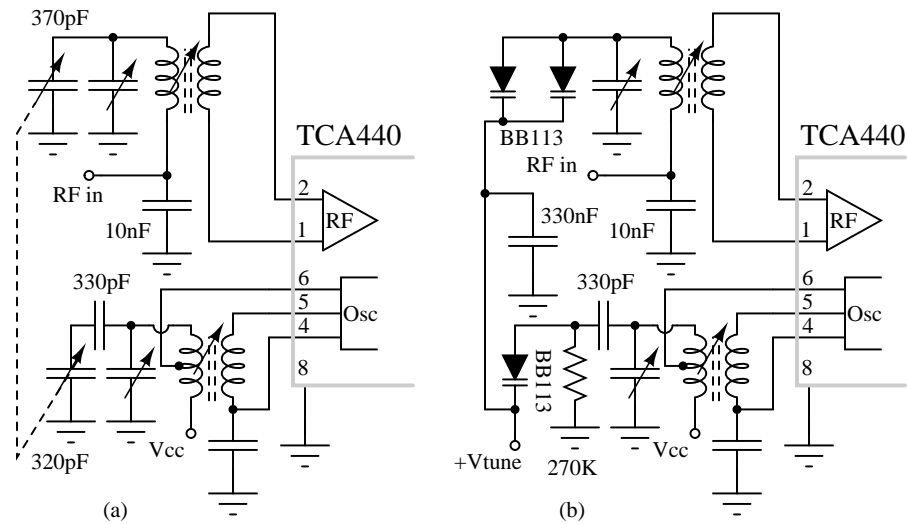 370pF
TCA440
RF in
2
RF
1
10nF
330pF
6
5
Osc
4
8
Vcc
320pF
(a)
BB113
TCA440
RF in
2
330nF
RF
1
10nF
330pF
6
5
Osc
4
BB113
8
+Vtune
Vcc
270K
(b)